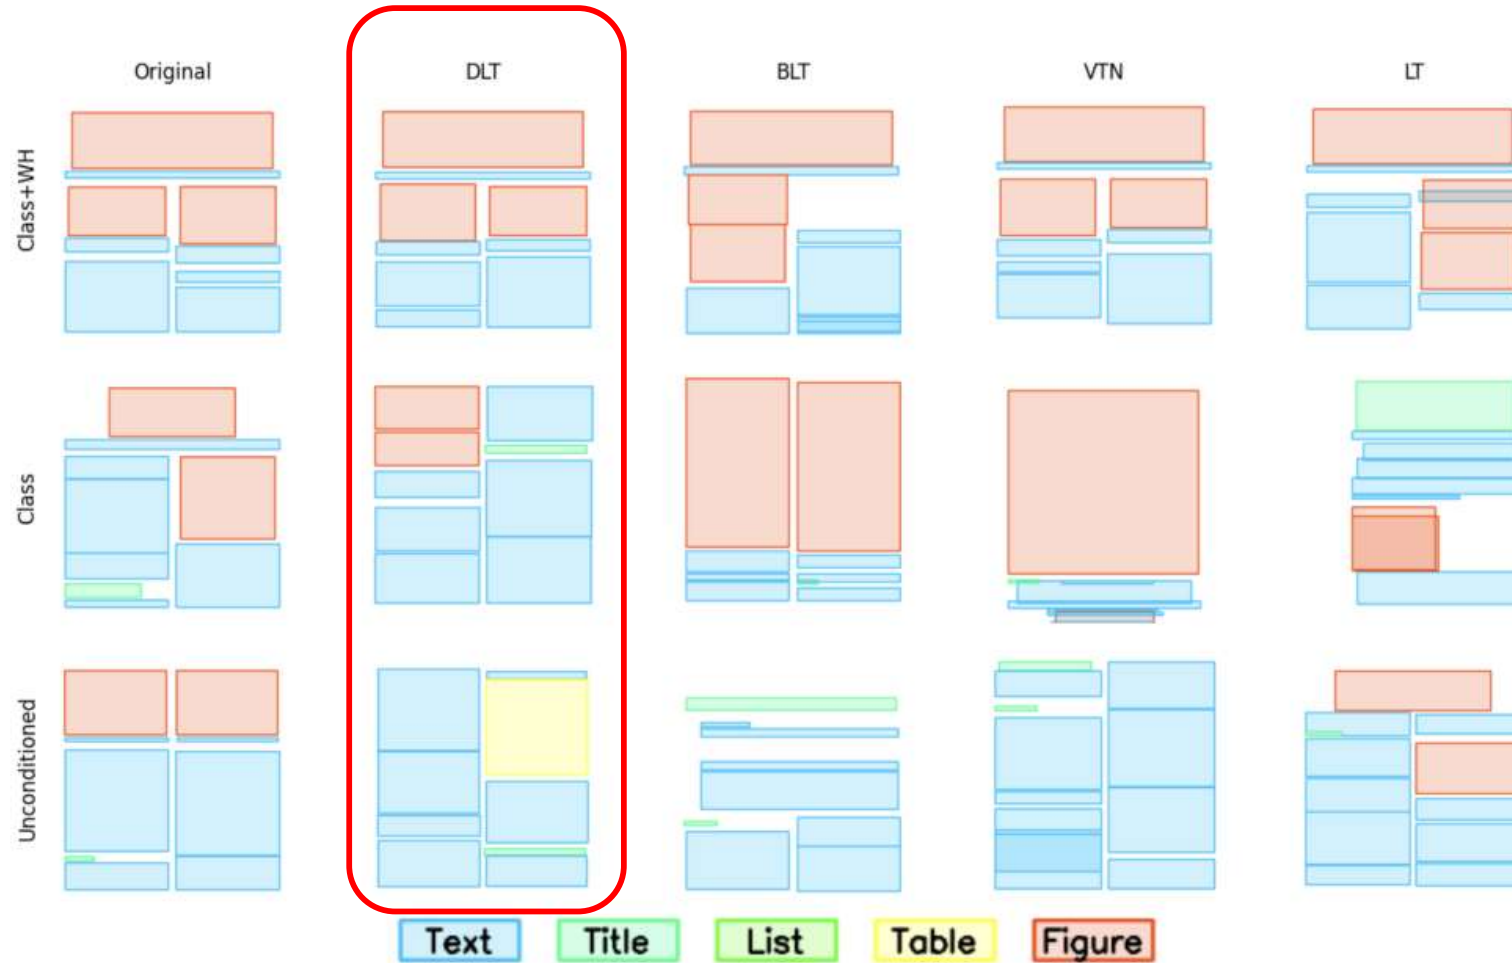 Original DLT BLT VTN LT
Class+WH
Class
Unconditioned
Text Title List Table Figure